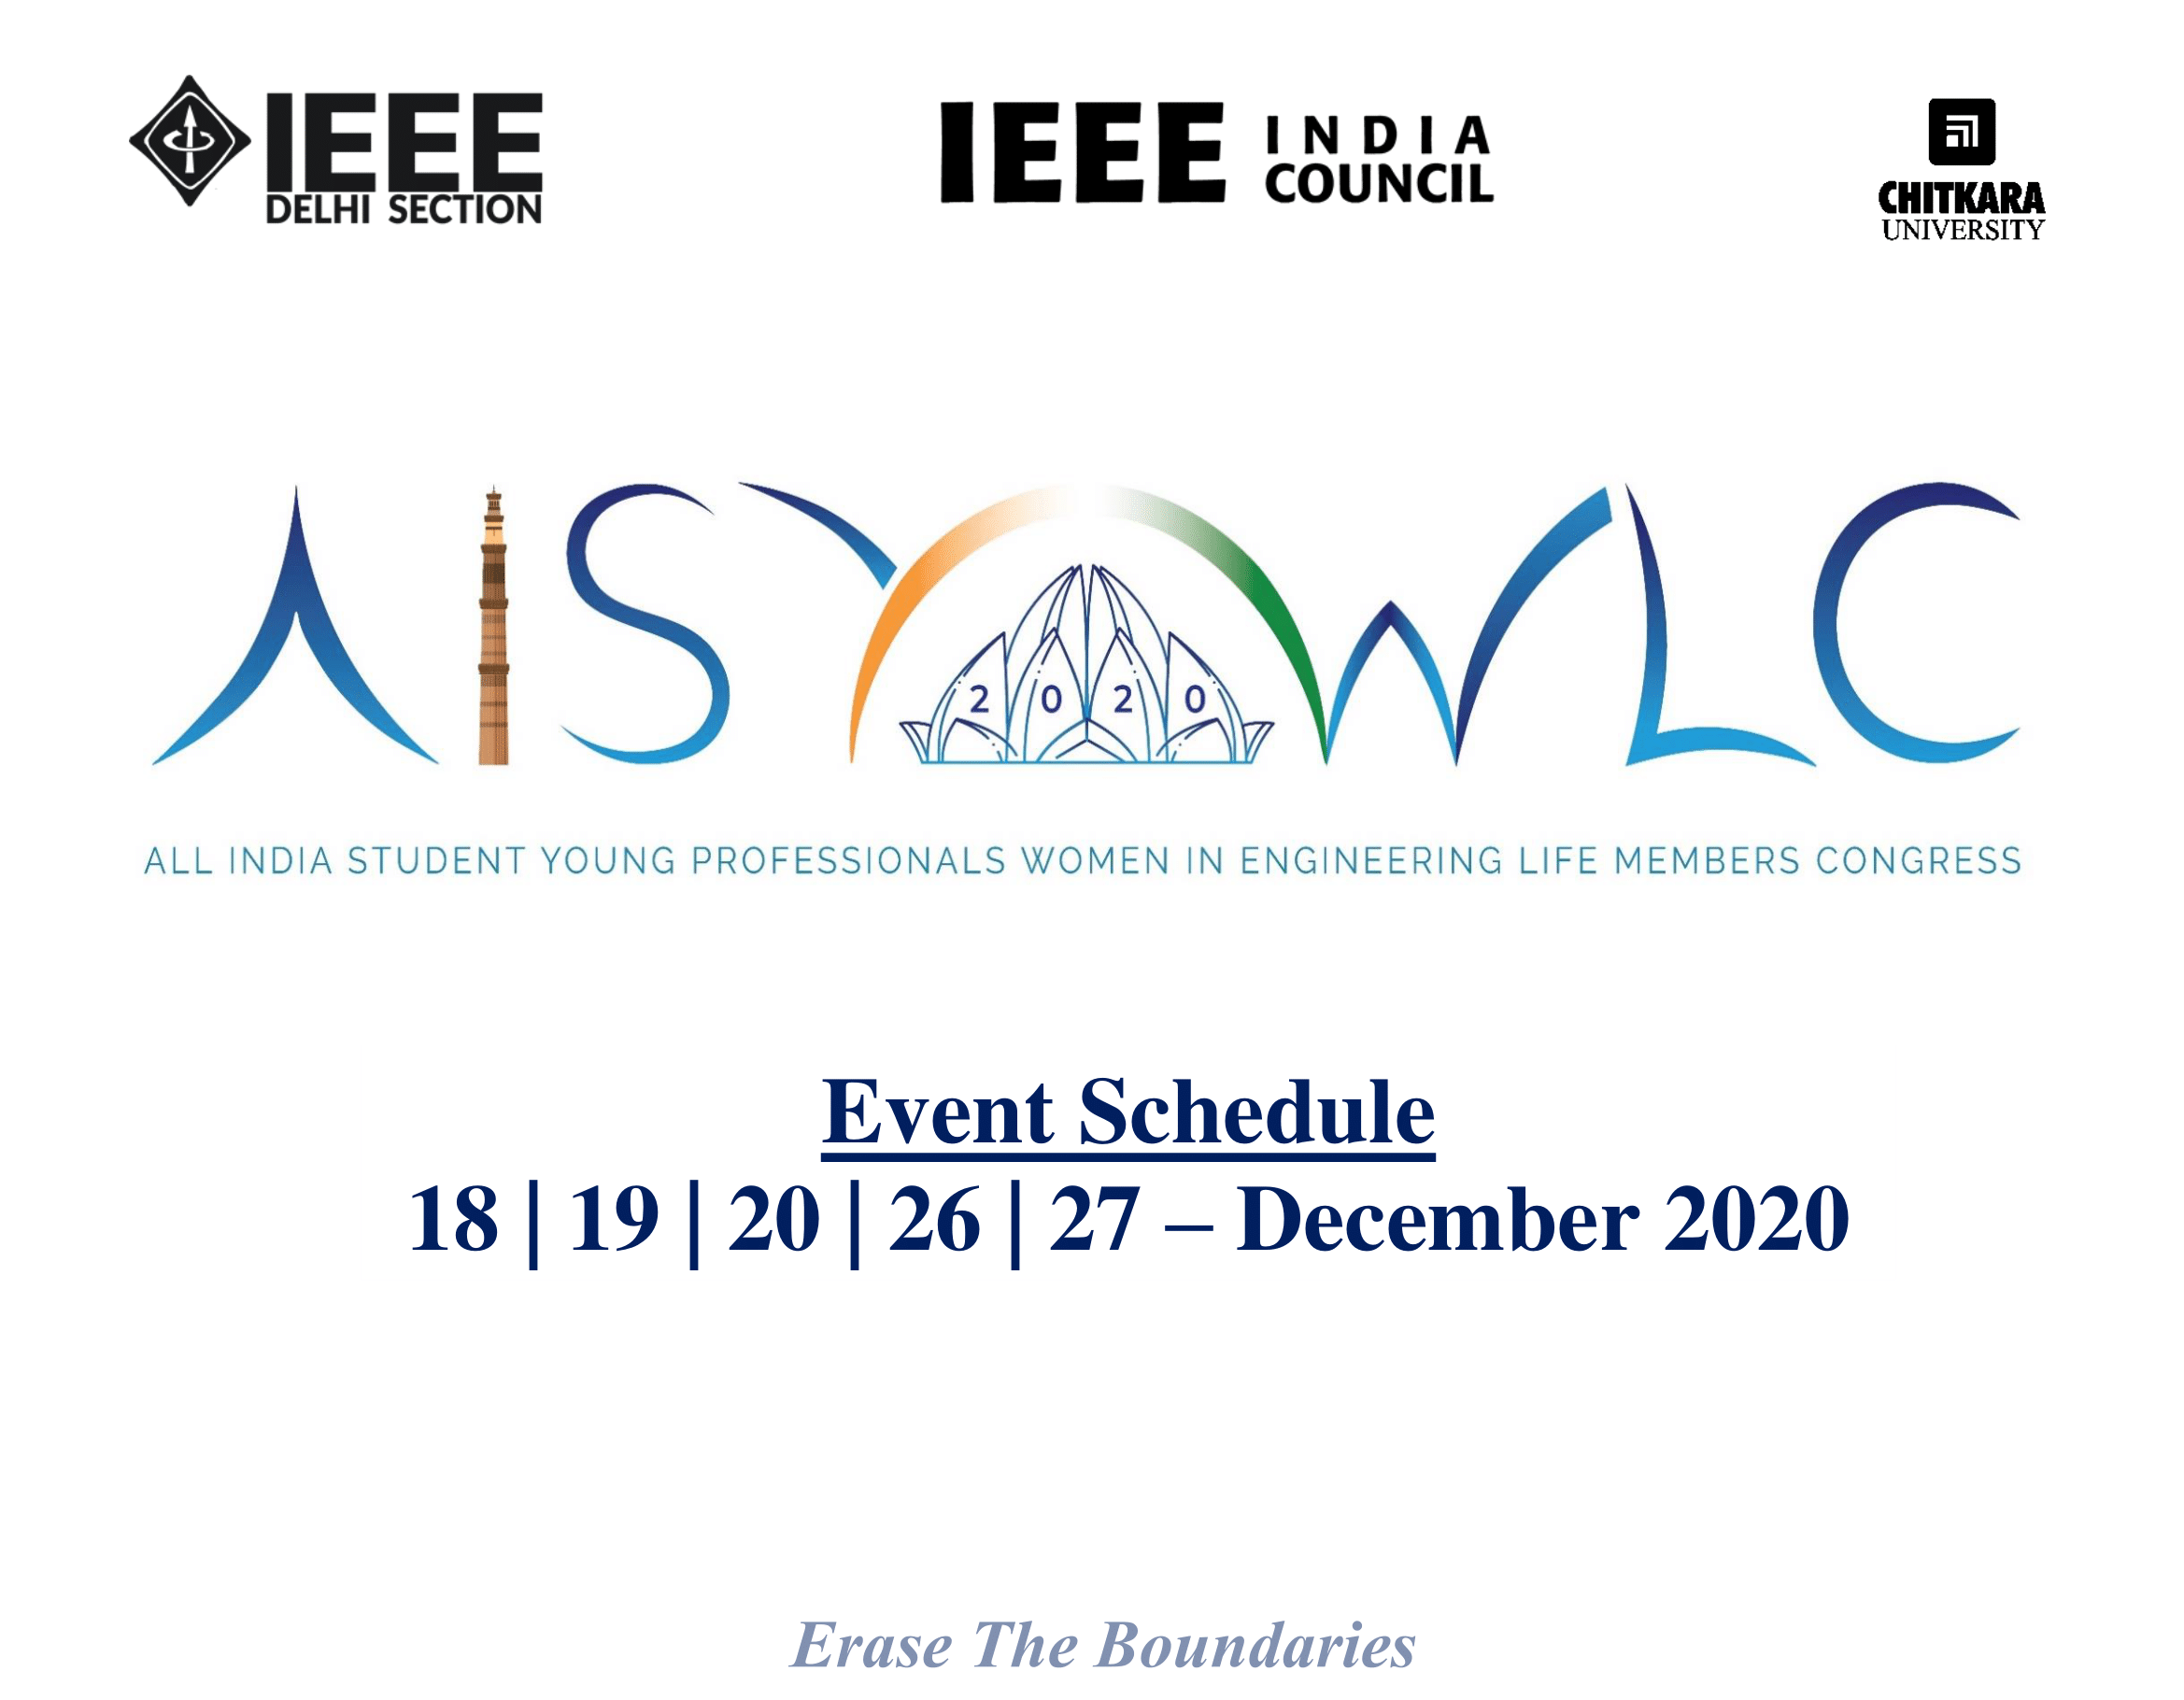 IEEE
DELHI SECTION
IEEE INDIA
COUNCIL
CHITKARA
UNIVERSITY
AISYWLC
2020
ALL INDIA STUDENT YOUNG PROFESSIONALS WOMEN IN ENGINEERING LIFE MEMBERS CONGRESS
Event Schedule
18 | 19 | 20 | 26 | 27 – December 2020
Erase The Boundaries